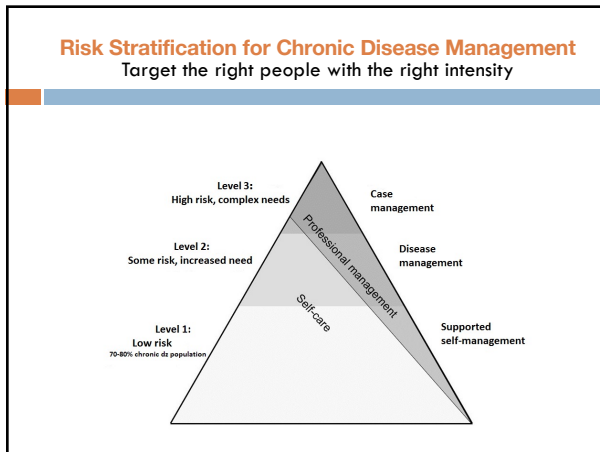 Risk Stratification for Chronic Disease Management
Target the right people with the right intensity
Level 3:
High risk, complex needs
Case
management
Professional management
Level 2:
Some risk, increased need
Disease
management
Self-care
Level 1:
Low risk
70-80% chronic dz population
Supported
self-management